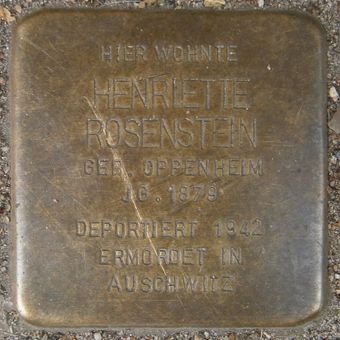 HIER WOHNTE
HENRIETTE
ROSENSTEIN
GEB. OPPENHEIM
JG. 1879
DEPORTIERT 1942
ERMORDET IN
AUSCHWITZ